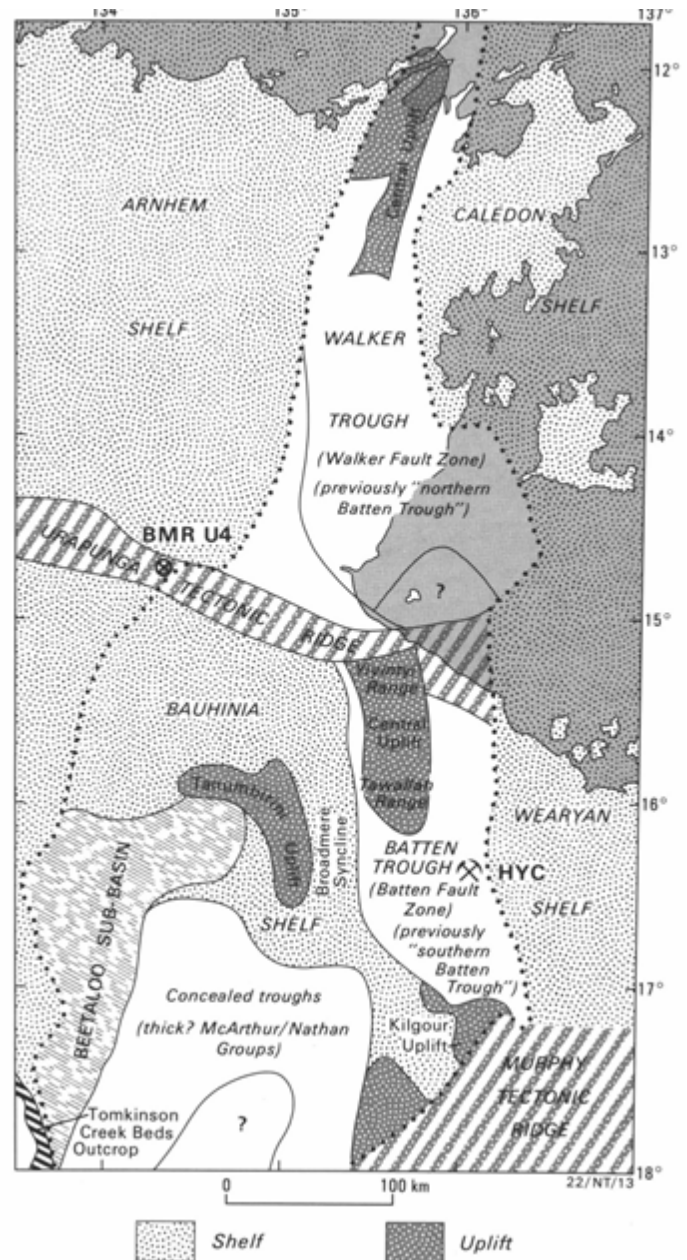 134
135
136
137°
12°
Central Uplift
ARNHEM
CALEDON
13°
SHELF
SHELF
WALKER
TROUGH
14°
(Walker Fault Zone)
(previously "northern
Batten Trough")
BMR U4
URAPUNGA
TECTONIC
RIDGE
?
15°
Yiyintyi
Range
BAUHINIA
Central
Uplift
Tawallah
Range
Tanumbirini
Uplift
Broadmere
Syncline
WEARYAN
16°
BATTEN
TROUGH
HYC
(Batten Fault
Zone)
SHELF
SHELF
(previously
"southern
Batten
Trough")
BEETALOO SUB-BASIN
Concealed troughs
(thick? McArthur/Nathan
Groups)
17°
Kilgour
Uplift
MURPHY
TECTONIC
RIDGE
Tomkinson
Creek Beds
Outcrop
?
18°
0
100 km
22/NT/13
Shelf
Uplift